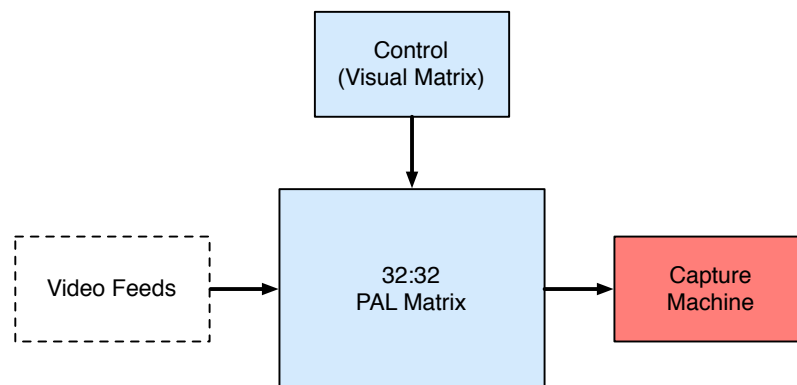 Control
(Visual Matrix)
Video Feeds
32:32
PAL Matrix
Capture
Machine